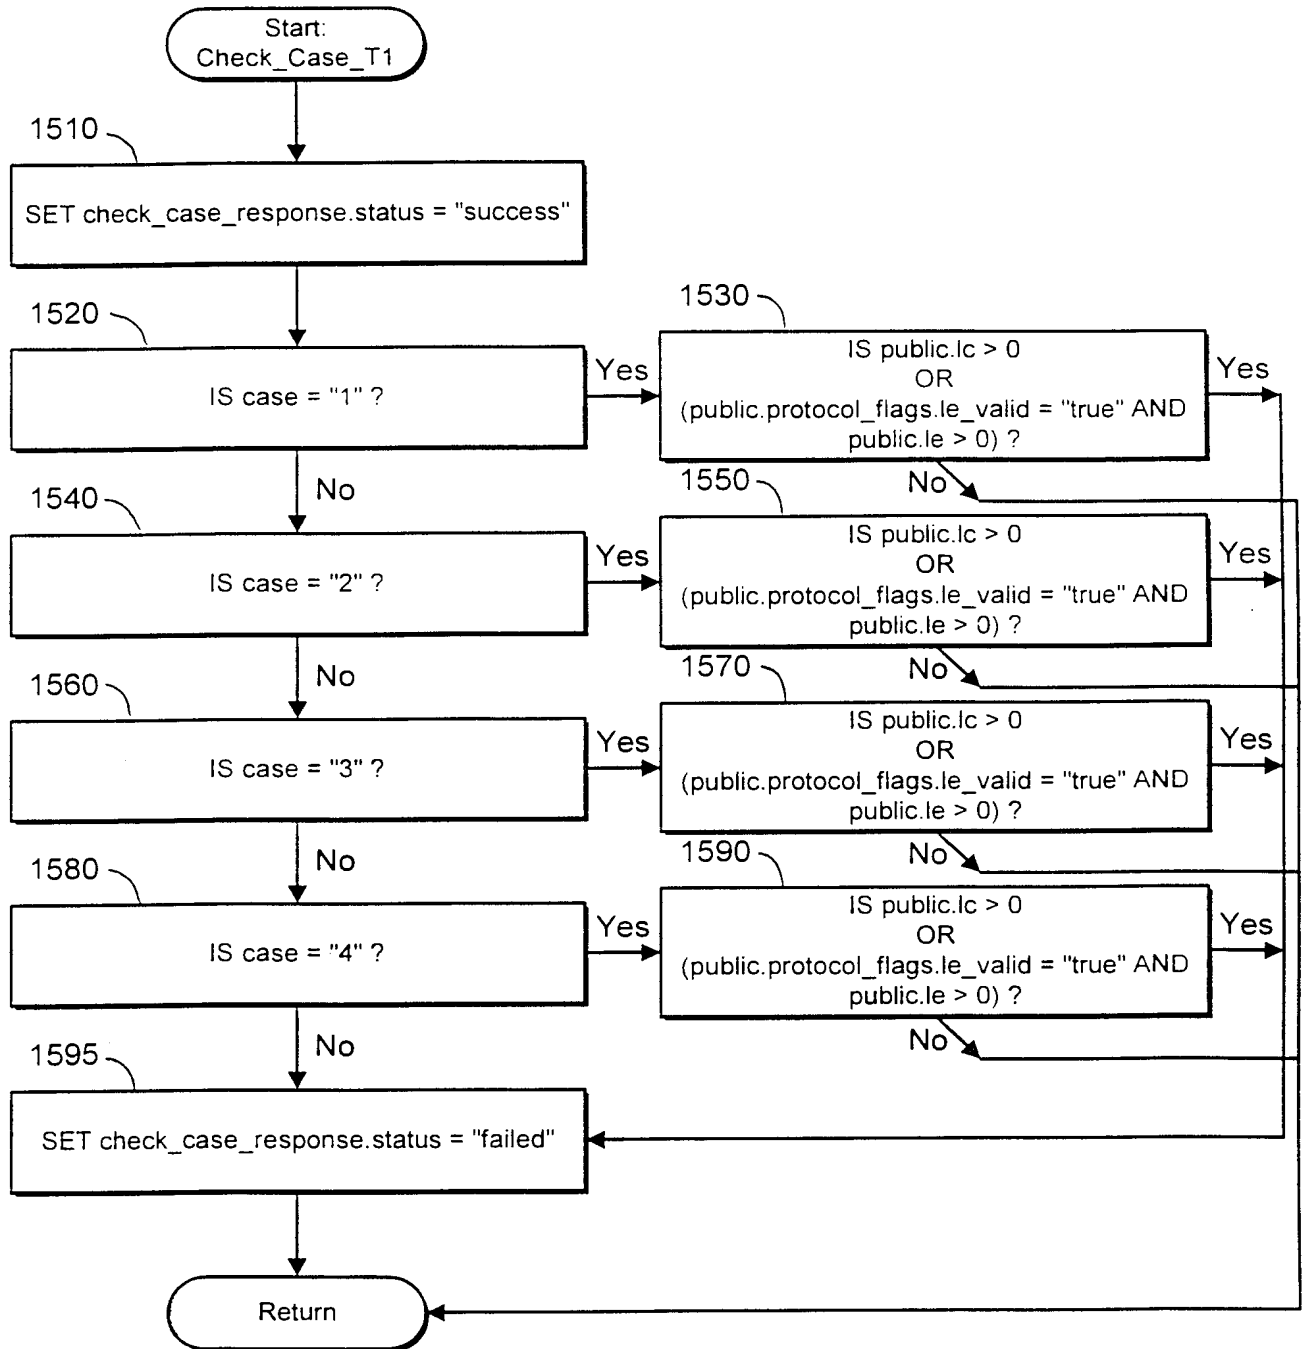 Start:
Check_Case_T1
1510
SET check_case_response.status = "success"
1520
IS case = "1" ?
Yes
1530
IS public.lc > 0
OR
(public.protocol_flags.le_valid = "true" AND
public.le > 0) ?
Yes
No
No
1540
IS case = "2" ?
Yes
1550
IS public.lc > 0
OR
(public.protocol_flags.le_valid = "true" AND
public.le > 0) ?
Yes
No
No
1560
IS case = "3" ?
Yes
1570
IS public.lc > 0
OR
(public.protocol_flags.le_valid = "true" AND
public.le > 0) ?
Yes
No
No
1580
IS case = "4" ?
Yes
1590
IS public.lc > 0
OR
(public.protocol_flags.le_valid = "true" AND
public.le > 0) ?
Yes
No
No
1595
SET check_case_response.status = "failed"
Return